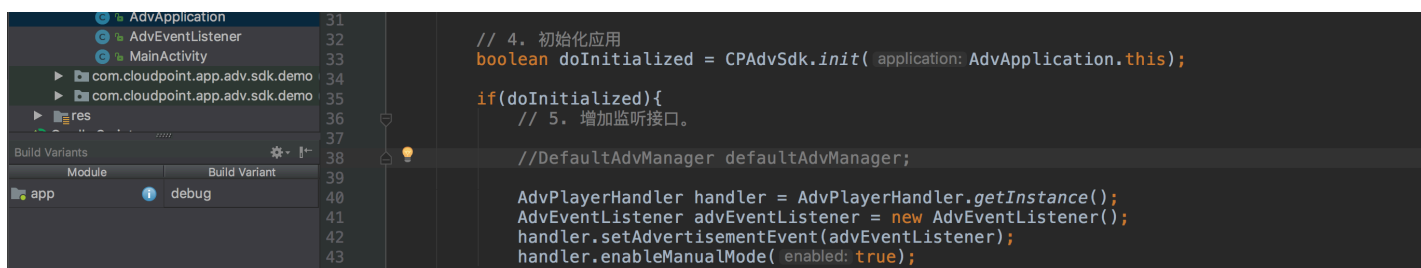 AdvApplication
AdvEventListener
MainActivity
com.cloudpoint.app.adv.sdk.demo
com.cloudpoint.app.adv.sdk.demo
res
Build Variants
Module Build Variant
app debug
31
32 // 4. 初始化应用
33 boolean doInitialized = CPAdvSdk.init( application: AdvApplication.this);
34
35 if(doInitialized){
36 // 5. 增加监听接口。
37
38 //DefaultAdvManager defaultAdvManager;
39
40 AdvPlayerHandler handler = AdvPlayerHandler.getInstance();
41 AdvEventListener advEventListener = new AdvEventListener();
42 handler.setAdvertisementEvent(advEventListener);
43 handler.enableManualMode( enabled: true);